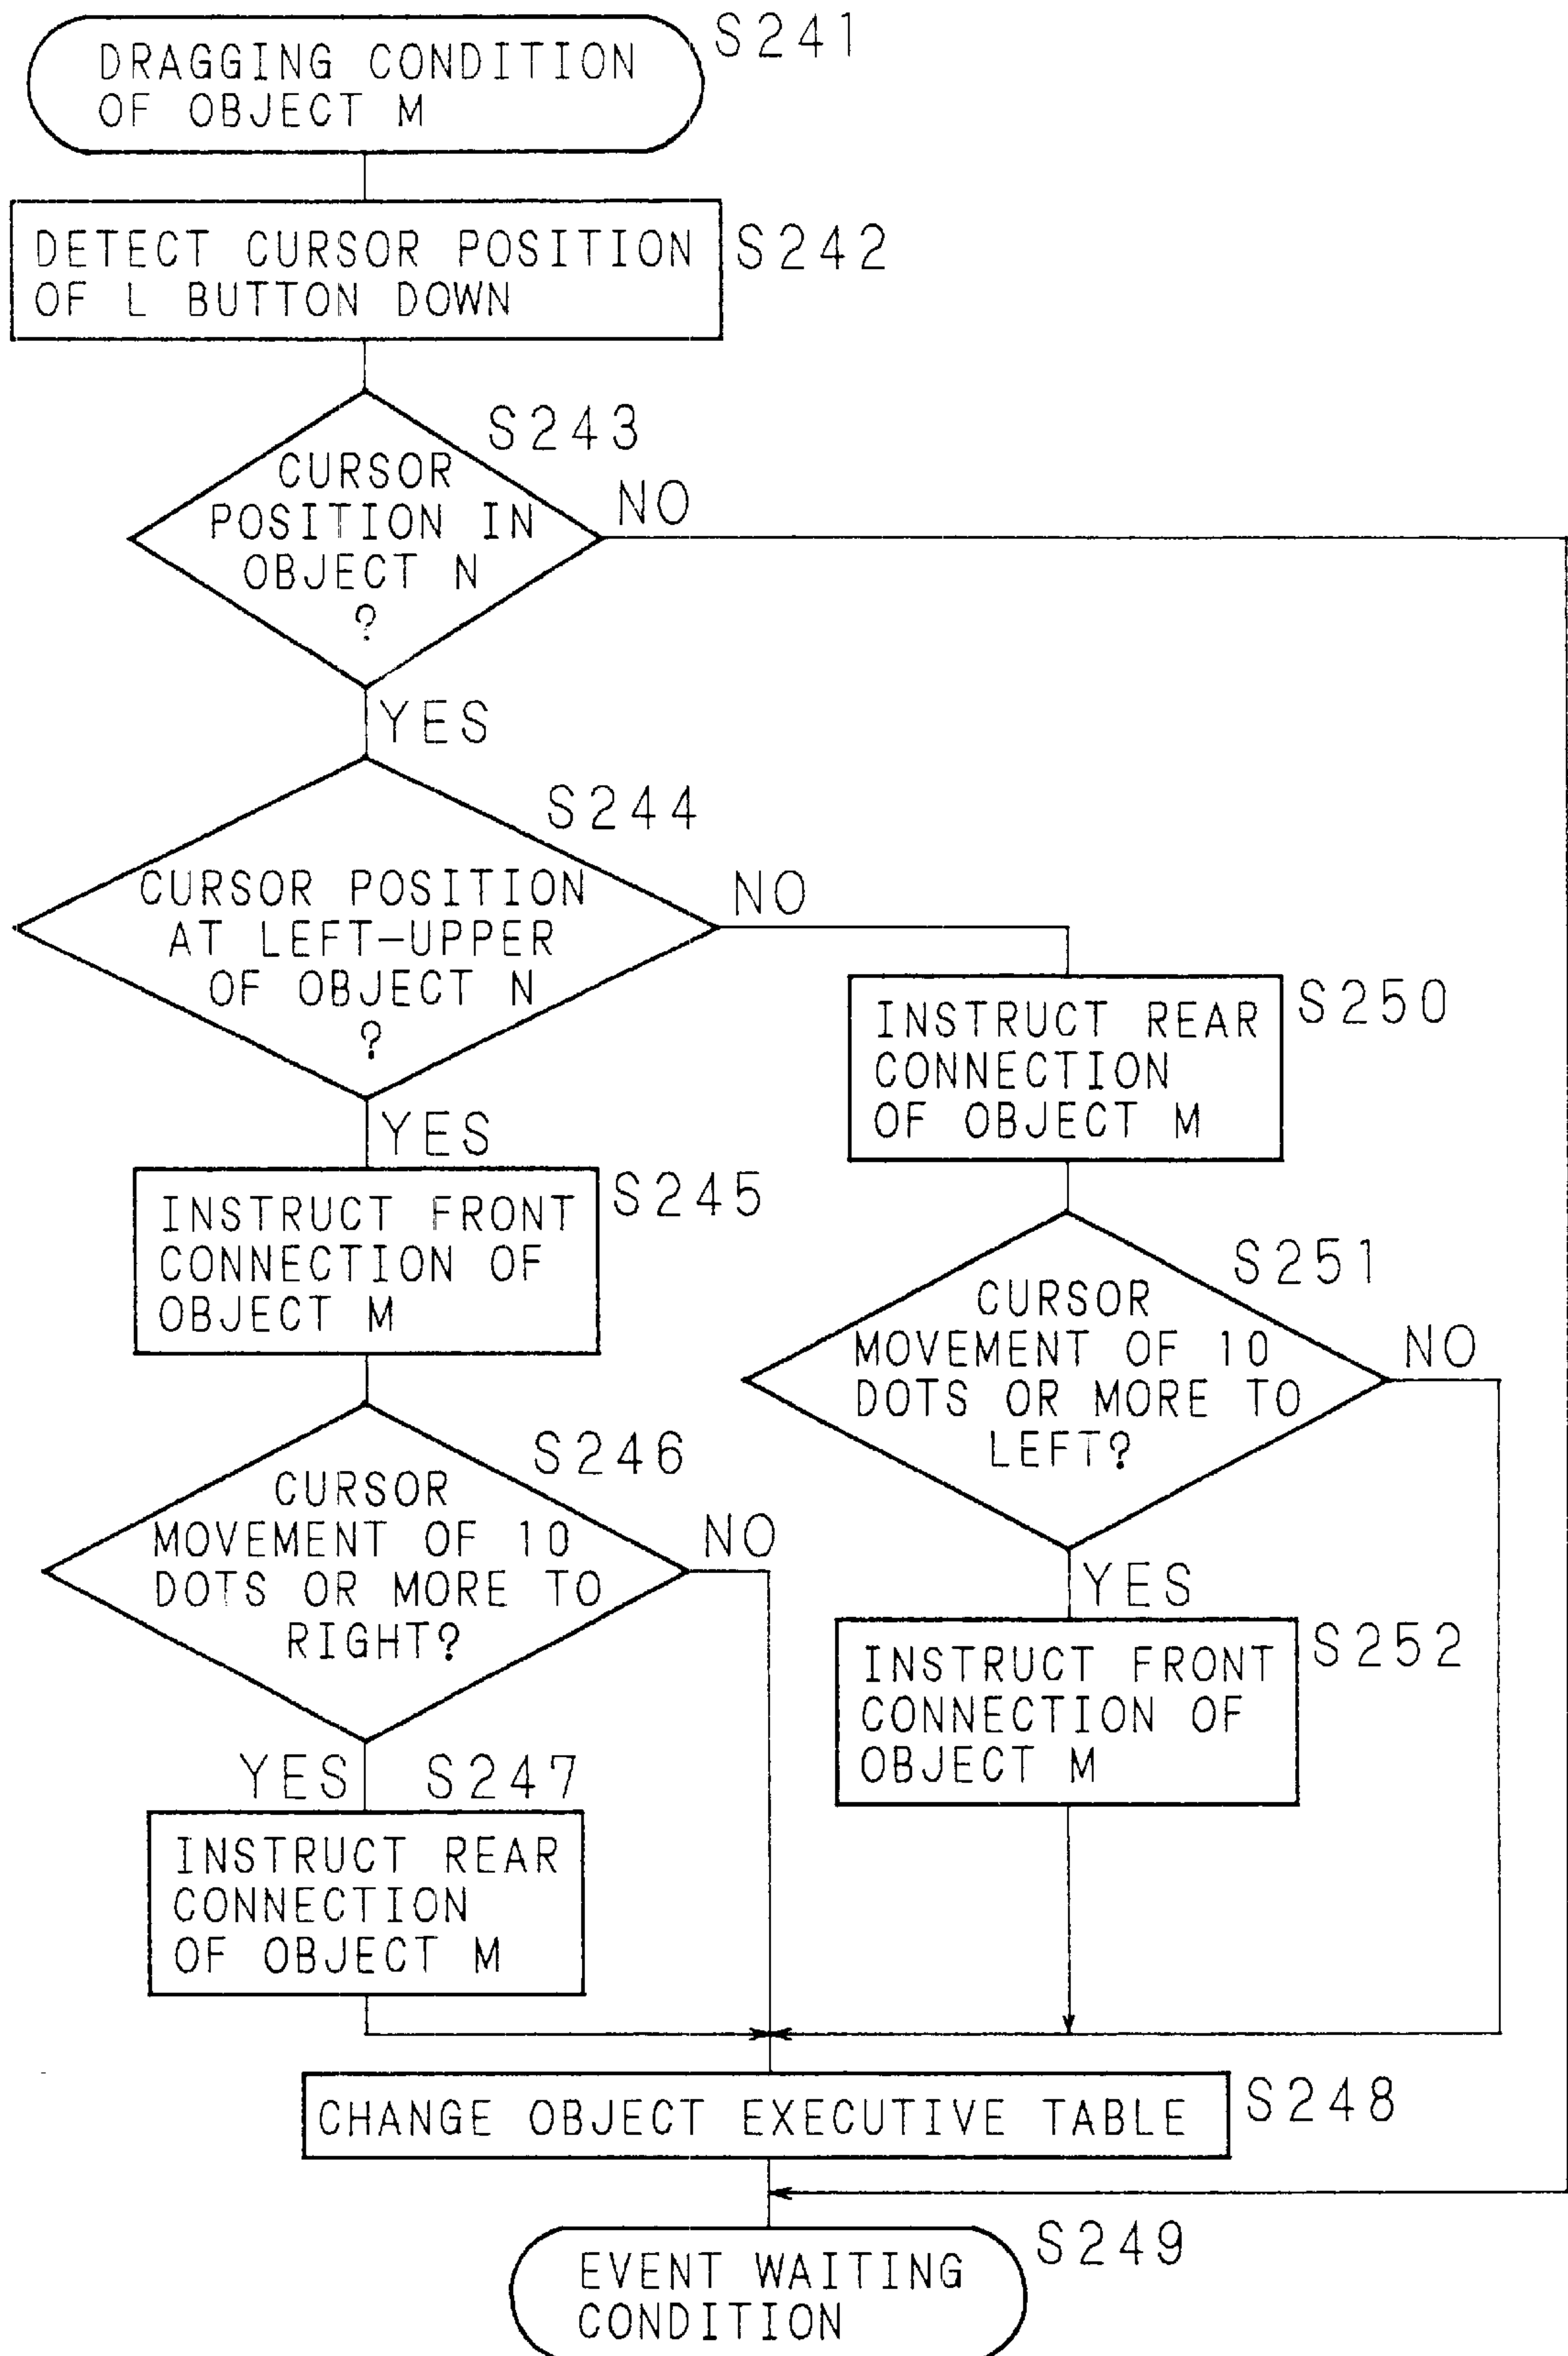 DRAGGING CONDITION
OF OBJECT M
S241
DETECT CURSOR POSITION
OF L BUTTON DOWN
S242
S243
CURSOR
POSITION IN
OBJECT N
?
NO
YES
S244
CURSOR POSITION
AT LEFT-UPPER
OF OBJECT N
?
NO
YES
S245
INSTRUCT FRONT
CONNECTION OF
OBJECT M
S246
CURSOR
MOVEMENT OF 10
DOTS OR MORE TO
RIGHT?
NO
YES
S247
INSTRUCT REAR
CONNECTION
OF OBJECT M
S250
INSTRUCT REAR
CONNECTION
OF OBJECT M
S251
CURSOR
MOVEMENT OF 10
DOTS OR MORE TO
LEFT?
NO
YES
S252
INSTRUCT FRONT
CONNECTION OF
OBJECT M
CHANGE OBJECT EXECUTIVE TABLE
S248
S249
EVENT WAITING
CONDITION